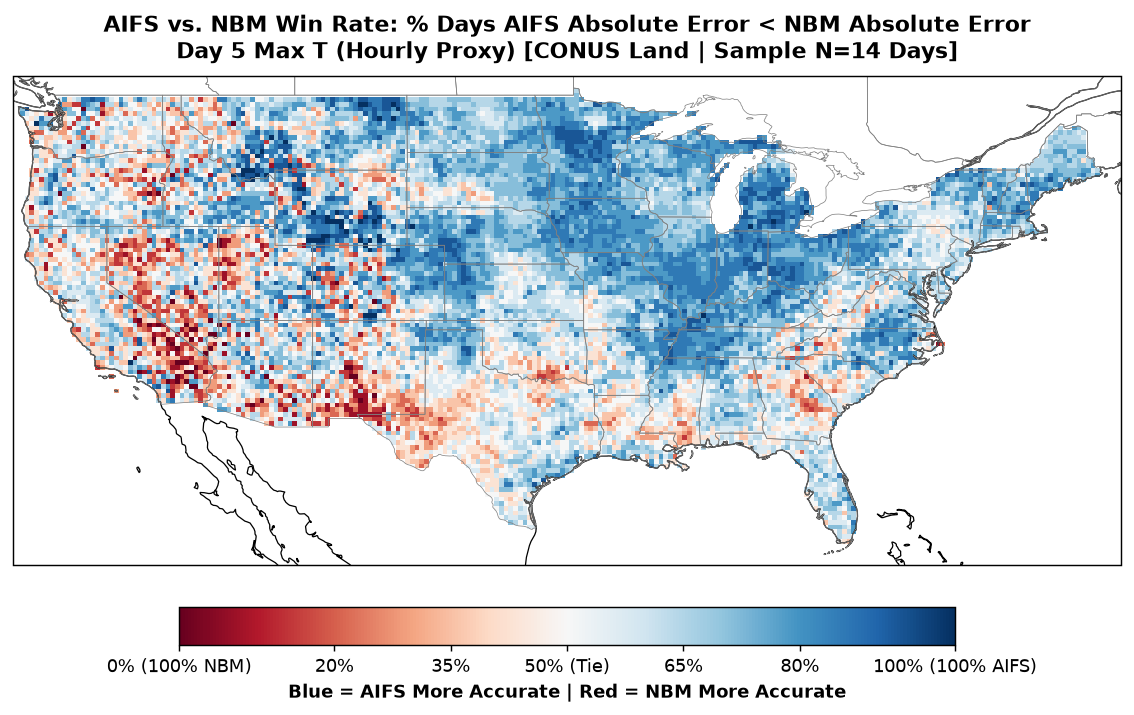 AIFS vs. NBM Win Rate: % Days AIFS Absolute Error < NBM Absolute Error
Day 5 Max T (Hourly Proxy) [CONUS Land | Sample N=14 Days]
0% (100% NBM) 20% 35% 50% (Tie) 65% 80% 100% (100% AIFS)
Blue = AIFS More Accurate | Red = NBM More Accurate